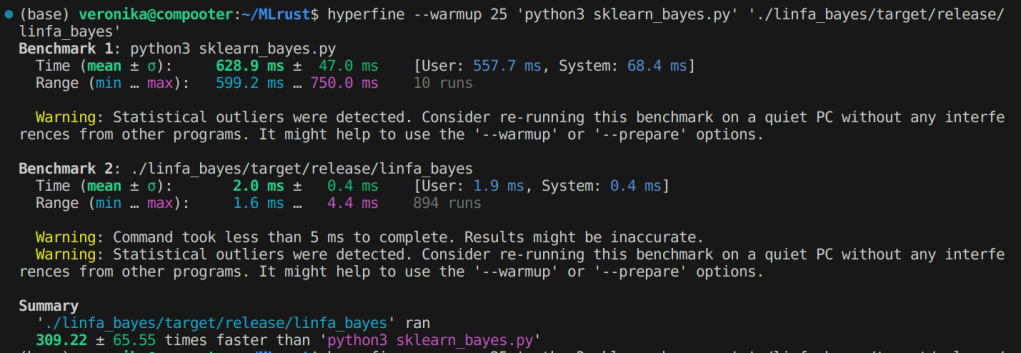 (base) veronika@compooter:~/MLrust$ hyperfine --warmup 25 'python3 sklearn_bayes.py' './linfa_bayes/target/release/
linfa_bayes'
Benchmark 1: python3 sklearn_bayes.py
Time (mean ± σ): 628.9 ms ± 47.0 ms [User: 557.7 ms, System: 68.4 ms]
Range (min … max): 599.2 ms … 750.0 ms 10 runs
Warning: Statistical outliers were detected. Consider re-running this benchmark on a quiet PC without any interfe
rences from other programs. It might help to use the '--warmup' or '--prepare' options.
Benchmark 2: ./linfa_bayes/target/release/linfa_bayes
Time (mean ± σ): 2.0 ms ± 0.4 ms [User: 1.9 ms, System: 0.4 ms]
Range (min … max): 1.6 ms … 4.4 ms 894 runs
Warning: Command took less than 5 ms to complete. Results might be inaccurate.
Warning: Statistical outliers were detected. Consider re-running this benchmark on a quiet PC without any interfe
rences from other programs. It might help to use the '--warmup' or '--prepare' options.
Summary
'./linfa_bayes/target/release/linfa_bayes' ran
309.22 ± 65.55 times faster than 'python3 sklearn_bayes.py'